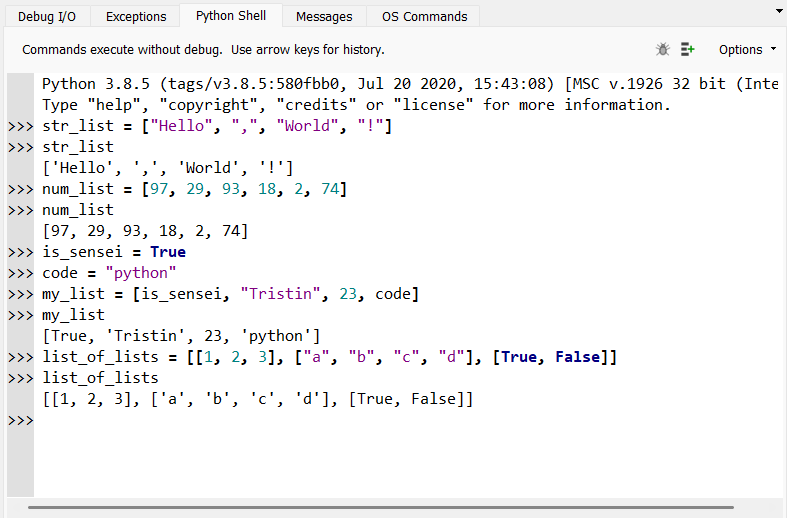 Debug I/O Exceptions Python Shell Messages OS Commands
Commands execute without debug. Use arrow keys for history. Options
Python 3.8.5 (tags/v3.8.5:580fbb0, Jul 20 2020, 15:43:08) [MSC v.1926 32 bit (Inte
Type "help", "copyright", "credits" or "license" for more information.
>>> str_list = ["Hello", ",", "World", "!"]
>>> str_list
['Hello', ',', 'World', '!']
>>> num_list = [97, 29, 93, 18, 2, 74]
>>> num_list
[97, 29, 93, 18, 2, 74]
>>> is_sensei = True
>>> code = "python"
>>> my_list = [is_sensei, "Tristin", 23, code]
>>> my_list
[True, 'Tristin', 23, 'python']
>>> list_of_lists = [[1, 2, 3], ["a", "b", "c", "d"], [True, False]]
>>> list_of_lists
[[1, 2, 3], ['a', 'b', 'c', 'd'], [True, False]]
>>>